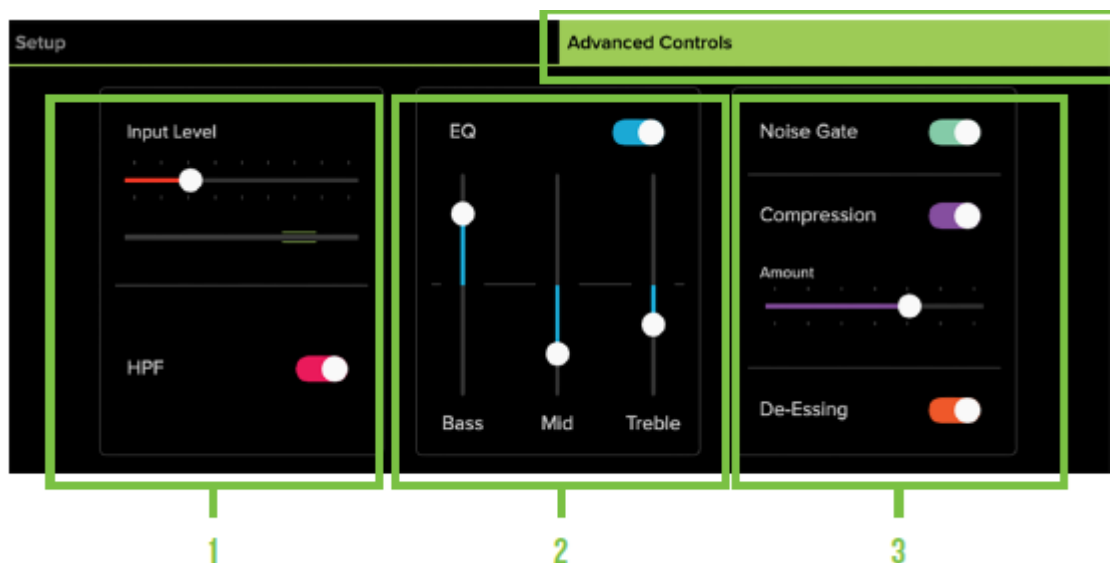 Setup
Advanced Controls
Input Level
HPF
EQ
Bass Mid Treble
Noise Gate
Compression
Amount
De-Essing
1 2 3